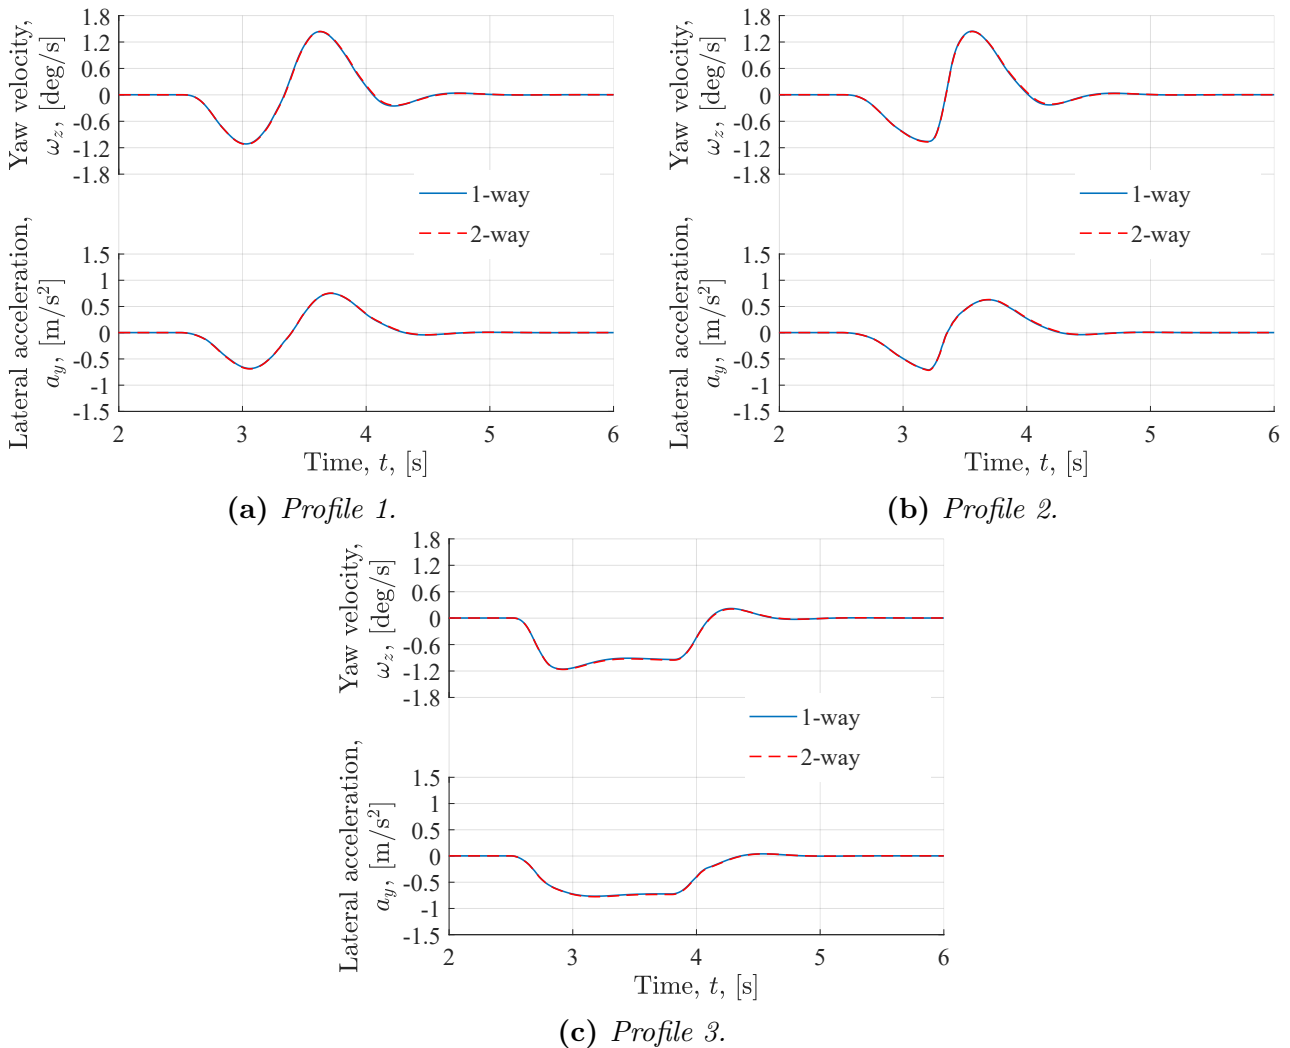 Yaw velocity,
ω_z, [deg/s]
1.8
1.2
0.6
0
-0.6
-1.2
-1.8
1-way
2-way
Lateral acceleration,
a_y, [m/s²]
1.5
1
0.5
0
-0.5
-1
-1.5
2 3 4 5 6
Time, t, [s]
(a) Profile 1.
Yaw velocity,
ω_z, [deg/s]
1.8
1.2
0.6
0
-0.6
-1.2
-1.8
1-way
2-way
Lateral acceleration,
a_y, [m/s²]
1.5
1
0.5
0
-0.5
-1
-1.5
2 3 4 5 6
Time, t, [s]
(b) Profile 2.
Yaw velocity,
ω_z, [deg/s]
1.8
1.2
0.6
0
-0.6
-1.2
-1.8
1-way
2-way
Lateral acceleration,
a_y, [m/s²]
1.5
1
0.5
0
-0.5
-1
-1.5
2 3 4 5 6
Time, t, [s]
(c) Profile 3.